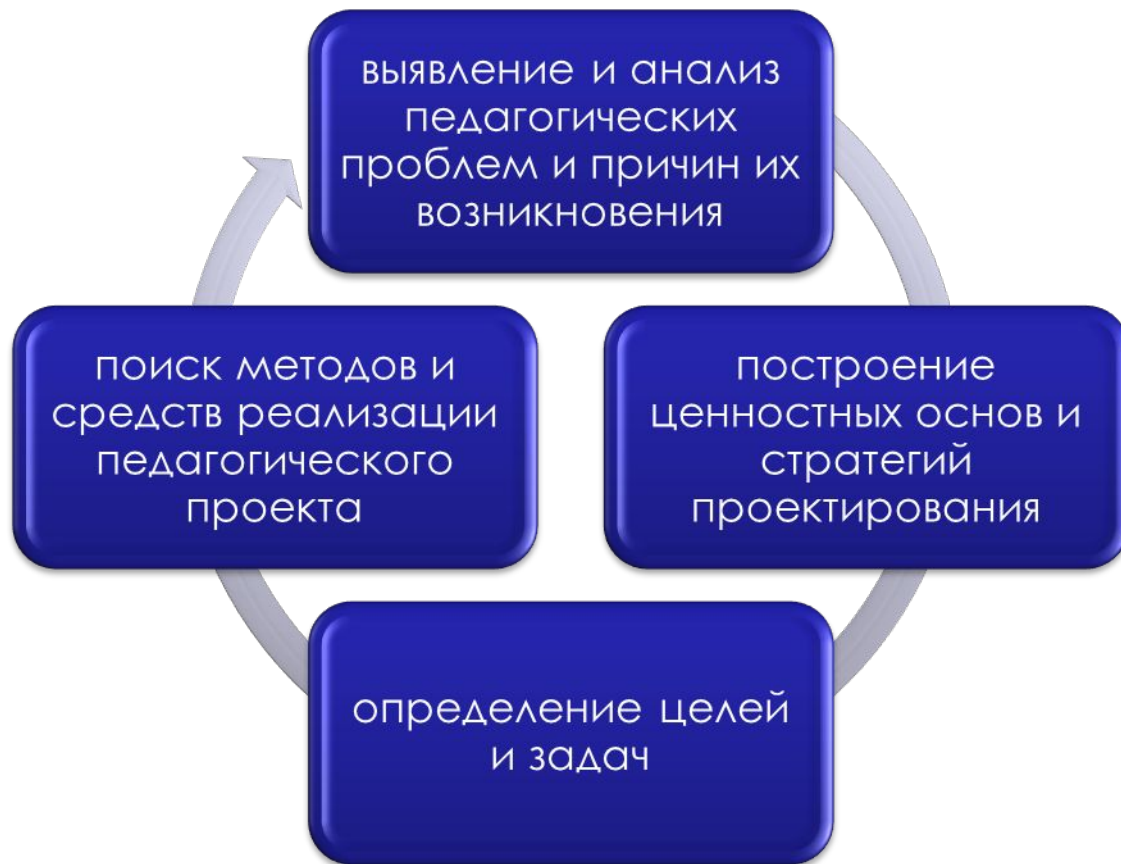 выявление и анализ
педагогических
проблем и причин их
возникновения
построение
ценностных основ и
стратегий
проектирования
определение целей
и задач
поиск методов и
средств реализации
педагогического
проекта